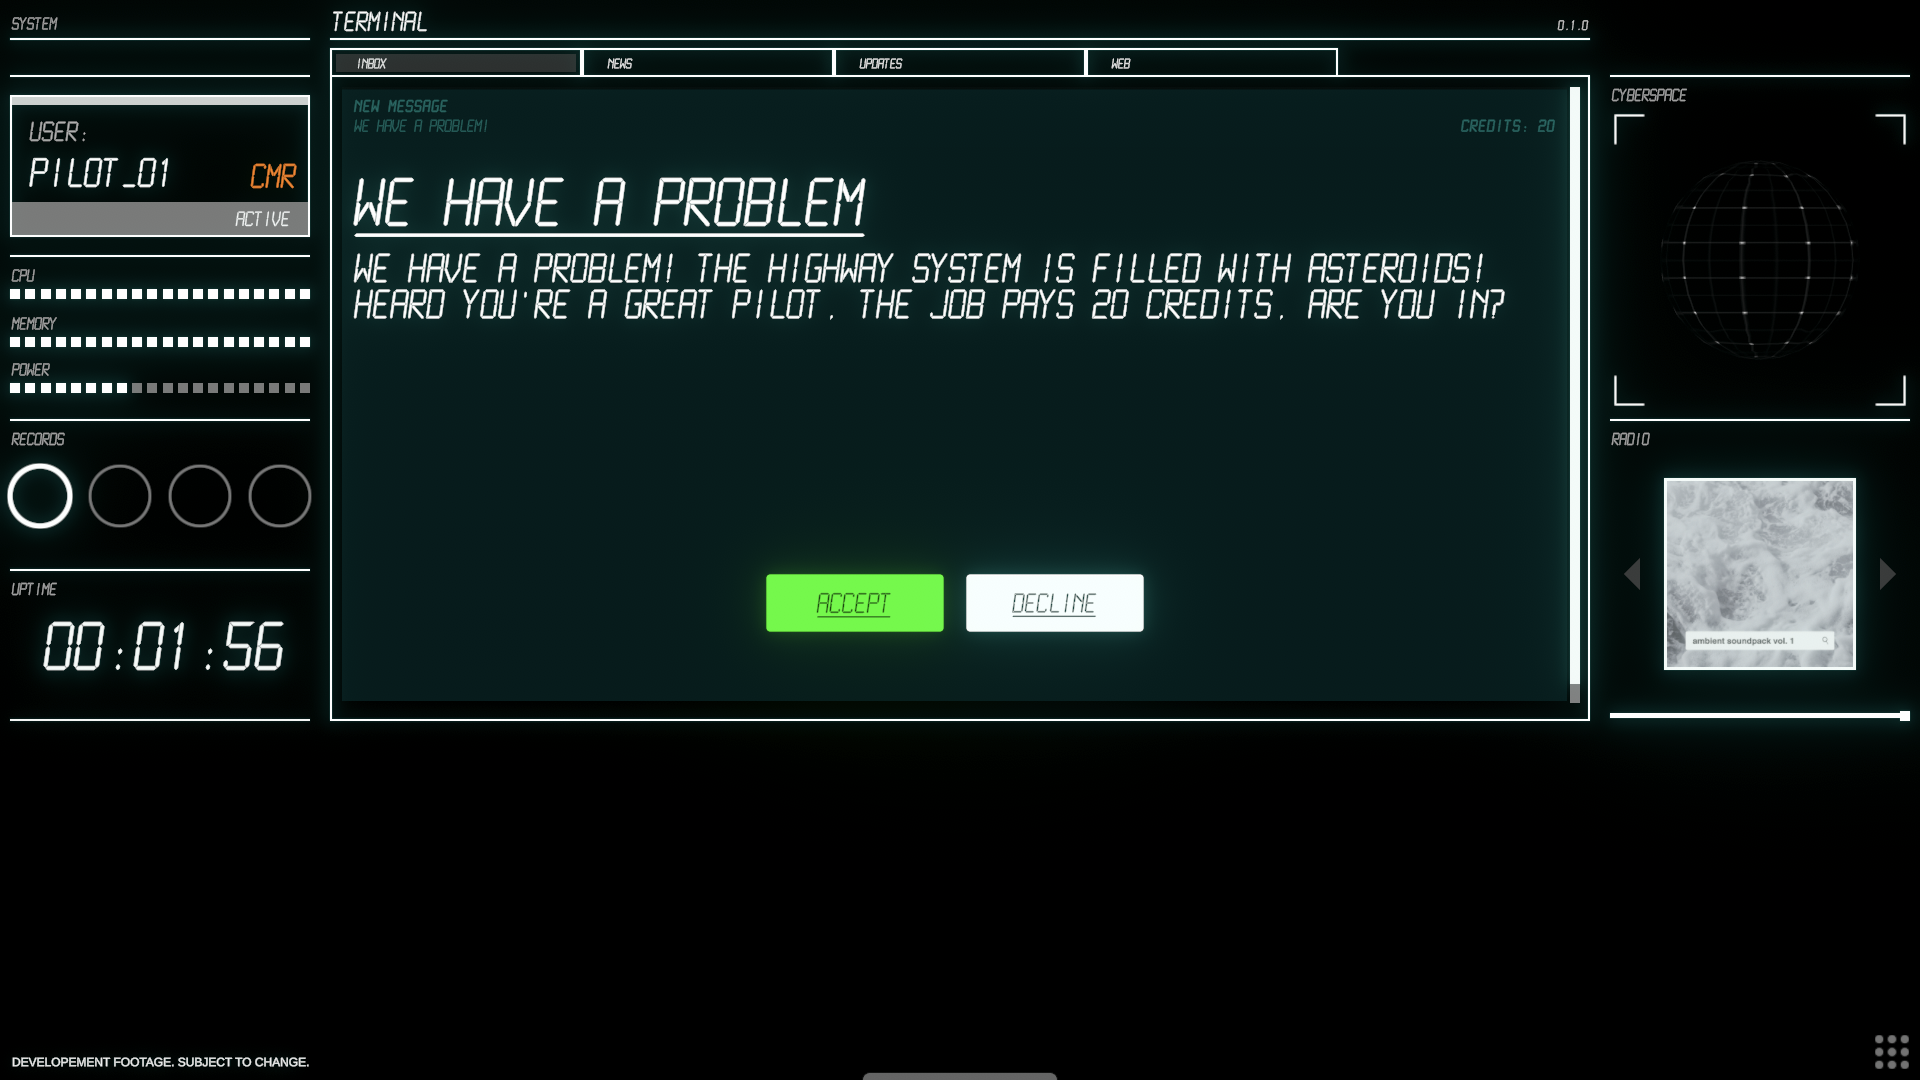 SYSTEM
TERMINAL
0.1.0
INBOX
NEWS
UPDATES
WEB
USER:
PILOT_01
CMR
ACTIVE
CPU
MEMORY
POWER
RECORDS
UPTIME
00:01:56
NEW MESSAGE
WE HAVE A PROBLEM!
CREDITS: 20
WE HAVE A PROBLEM
WE HAVE A PROBLEM! THE HIGHWAY SYSTEM IS FILLED WITH ASTEROIDS!
HEARD YOU'RE A GREAT PILOT. THE JOB PAYS 20 CREDITS. ARE YOU IN?
ACCEPT
DECLINE
CYBERSPACE
RADIO
ambient soundpack vol. 1
DEVELOPEMENT FOOTAGE. SUBJECT TO CHANGE.